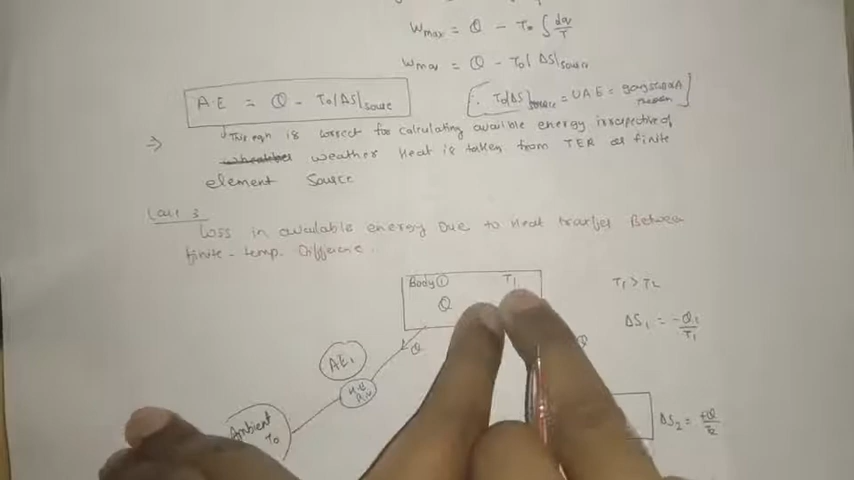 Wmax = Q - T0 ∫ dQ/T
Wmax = Q - T0 | ΔS|source
A.E = Q - T0|ΔS|source
[∴ T0|ΔS|source = U.A.E =
⇒ This eqn is correct for calculating availble energy irrespective of
weather Heat is taken from TER or finite
element Source
Case 3
Loss in available energy Due to Heat transfer Between
finite - temp. Difference.
Body ① T1
Q
T1 > T2
ΔS1 = -Q1/T1
Q
AE1
H.E
Ambient
T0
ΔS2 = +Q/T2